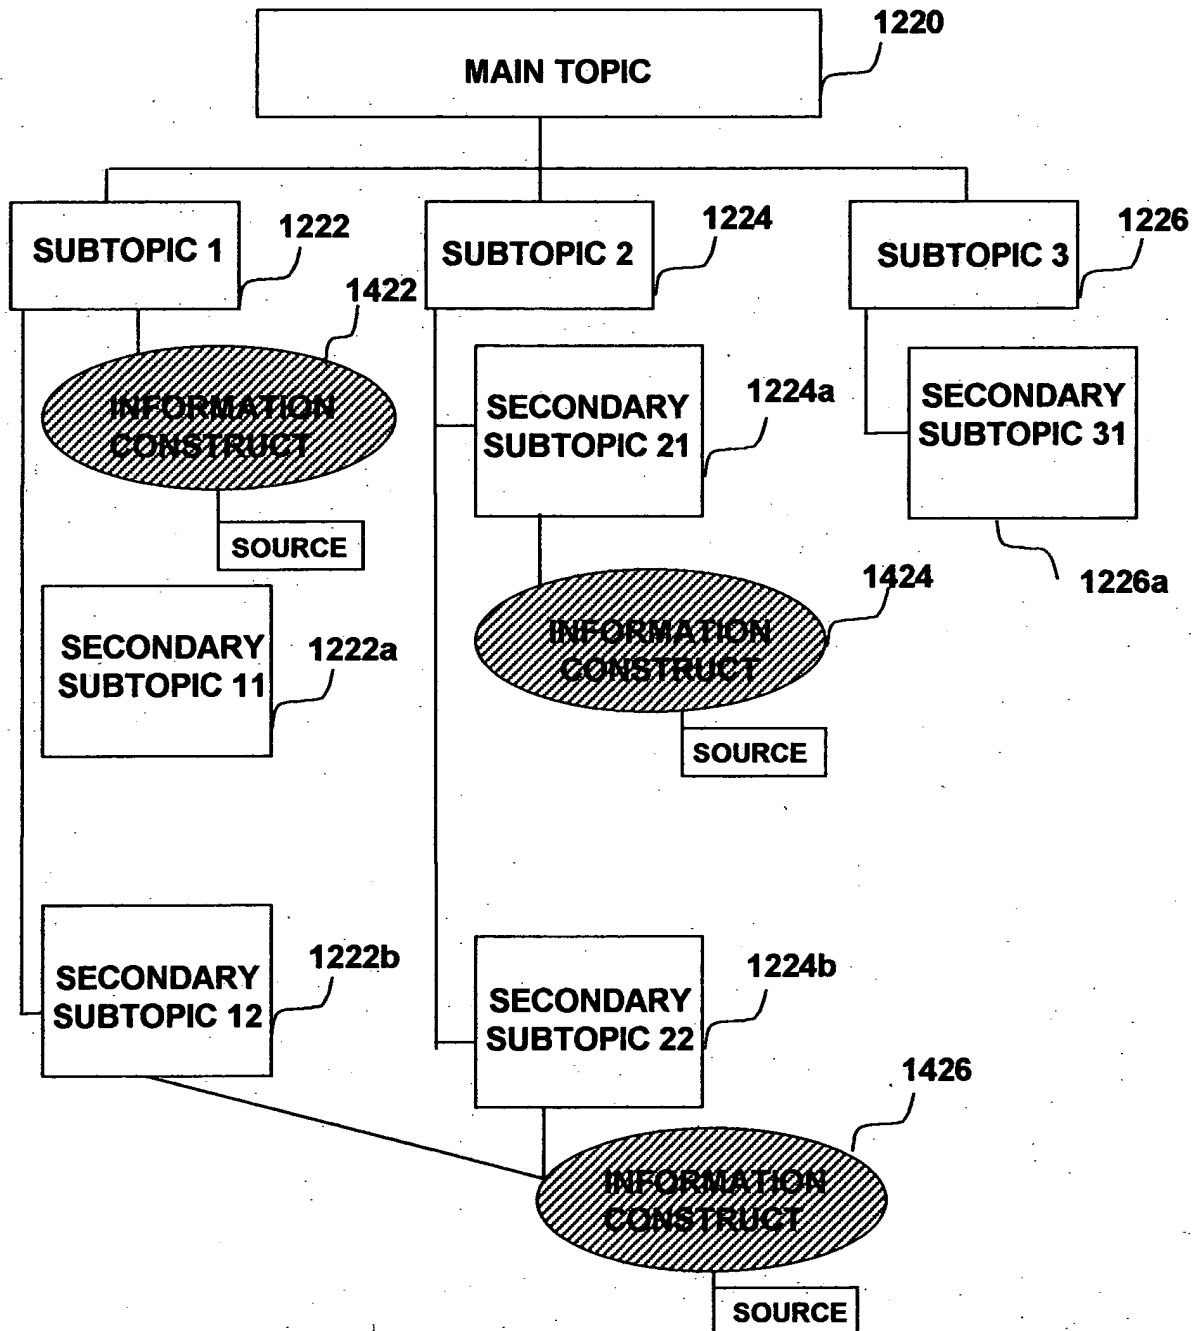 1220
MAIN TOPIC
SUBTOPIC 1
1222
SUBTOPIC 2
1224
SUBTOPIC 3
1226
1422
INFORMATION
CONSTRUCT
SOURCE
SECONDARY
SUBTOPIC 21
1224a
SECONDARY
SUBTOPIC 31
1226a
1424
INFORMATION
CONSTRUCT
SOURCE
SECONDARY
SUBTOPIC 11
1222a
SECONDARY
SUBTOPIC 12
1222b
SECONDARY
SUBTOPIC 22
1224b
1426
INFORMATION
CONSTRUCT
SOURCE